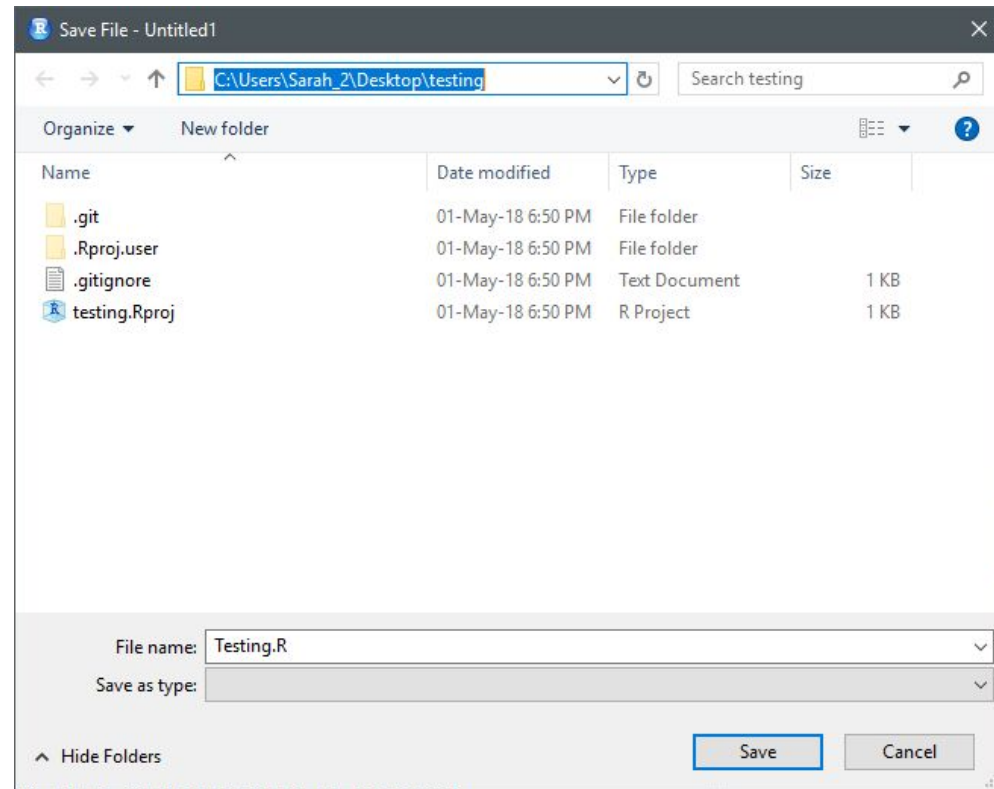 Save File - Untitled1
C:\Users\Sarah_2\Desktop\testing Search testing
Organize New folder
Name Date modified Type Size
.git 01-May-18 6:50 PM File folder
.Rproj.user 01-May-18 6:50 PM File folder
.gitignore 01-May-18 6:50 PM Text Document 1 KB
testing.Rproj 01-May-18 6:50 PM R Project 1 KB
File name: Testing.R
Save as type:
Hide Folders Save Cancel